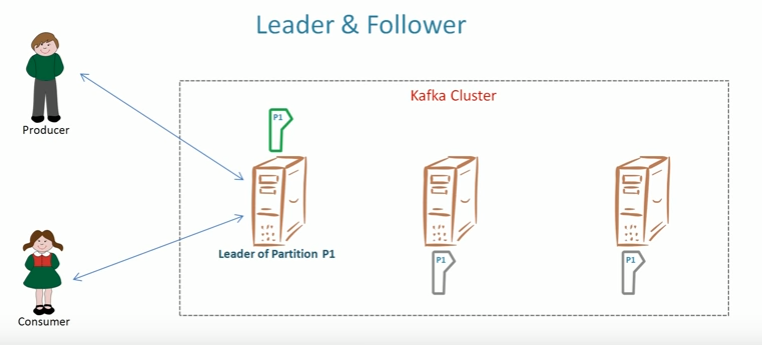 Leader & Follower
Kafka Cluster
Producer
P1
Leader of Partition P1
P1
P1
Consumer